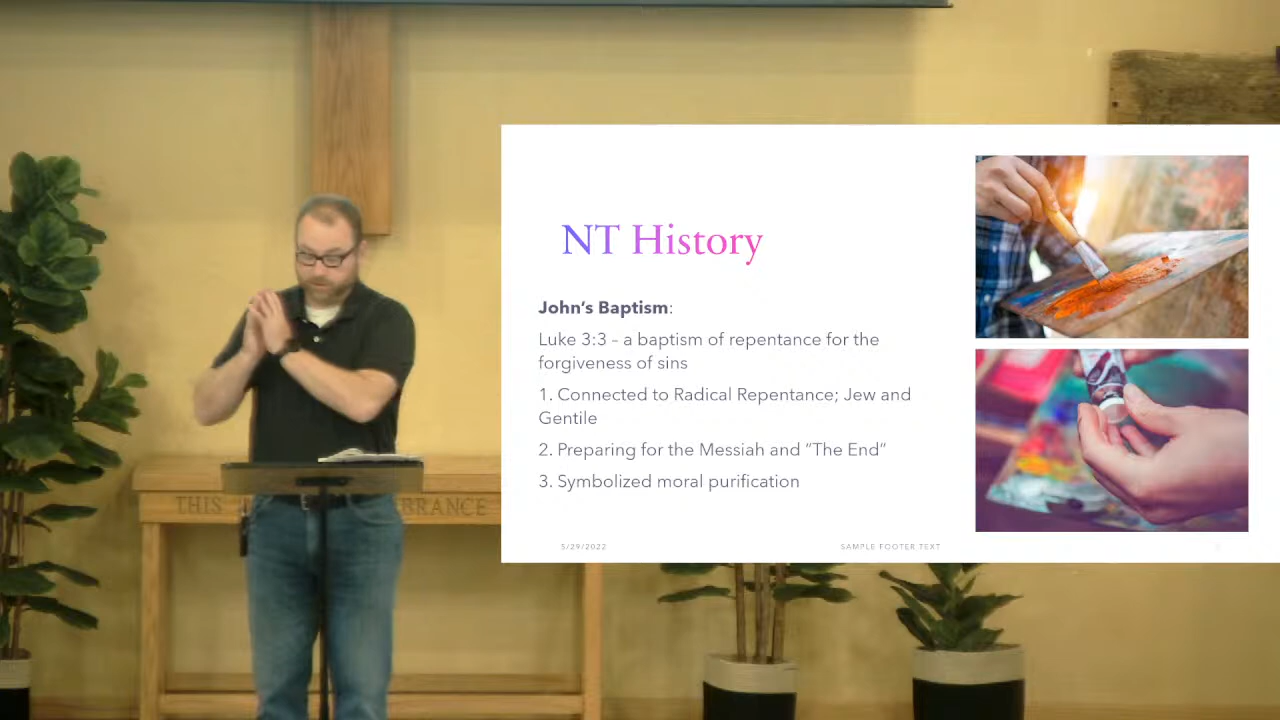 NT History
John’s Baptism:
Luke 3:3 – a baptism of repentance for the
forgiveness of sins
1. Connected to Radical Repentance; Jew and
Gentile
2. Preparing for the Messiah and “The End”
3. Symbolized moral purification
5/29/2022 SAMPLE FOOTER TEXT
THIS BRANCE